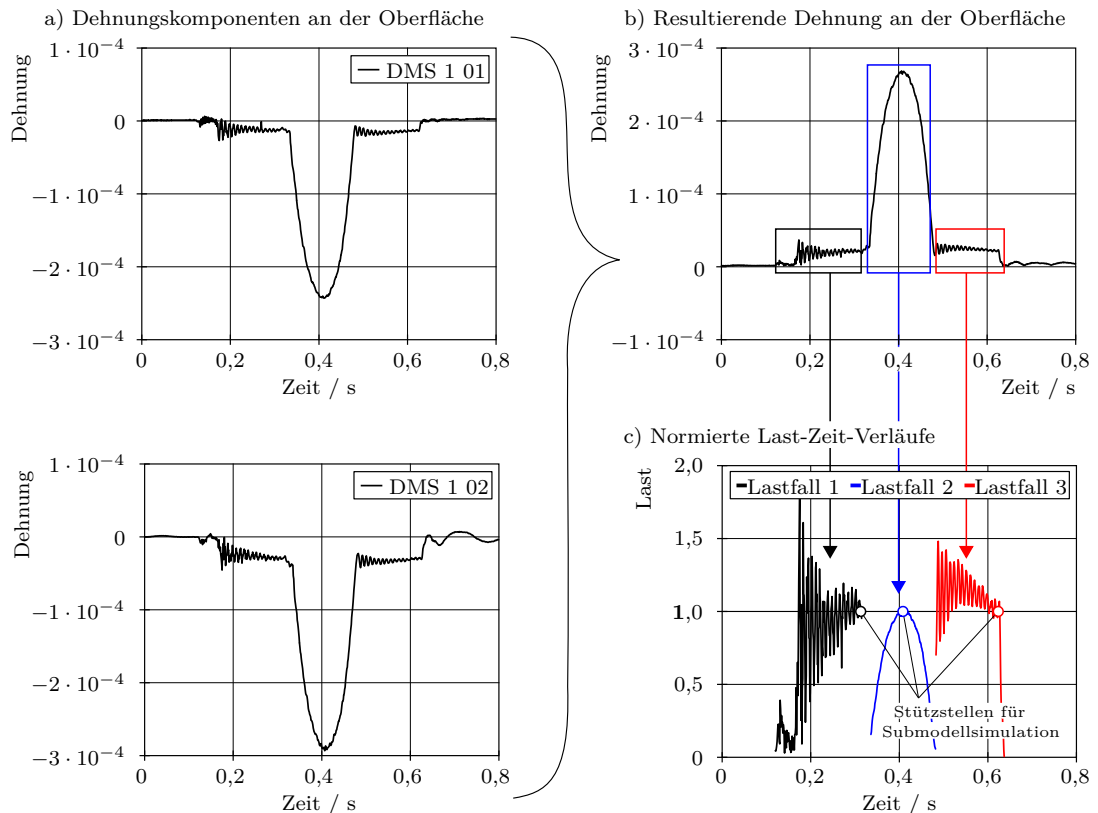 a) Dehnungskomponenten an der Oberfläche
Dehnung
1 · 10⁻⁴
0
−1 · 10⁻⁴
−2 · 10⁻⁴
−3 · 10⁻⁴
DMS 1 01
0 0,2 0,4 0,6 0,8
Zeit / s
Dehnung
1 · 10⁻⁴
0
−1 · 10⁻⁴
−2 · 10⁻⁴
−3 · 10⁻⁴
DMS 1 02
0 0,2 0,4 0,6 0,8
Zeit / s
b) Resultierende Dehnung an der Oberfläche
Dehnung
3 · 10⁻⁴
2 · 10⁻⁴
1 · 10⁻⁴
0
−1 · 10⁻⁴
0 0,2 0,4 0,6 0,8
Zeit / s
c) Normierte Last-Zeit-Verläufe
Last
2,0
1,5
1,0
0,5
0
Lastfall 1 Lastfall 2 Lastfall 3
Stützstellen für
Submodellsimulation
0 0,2 0,4 0,6 0,8
Zeit / s